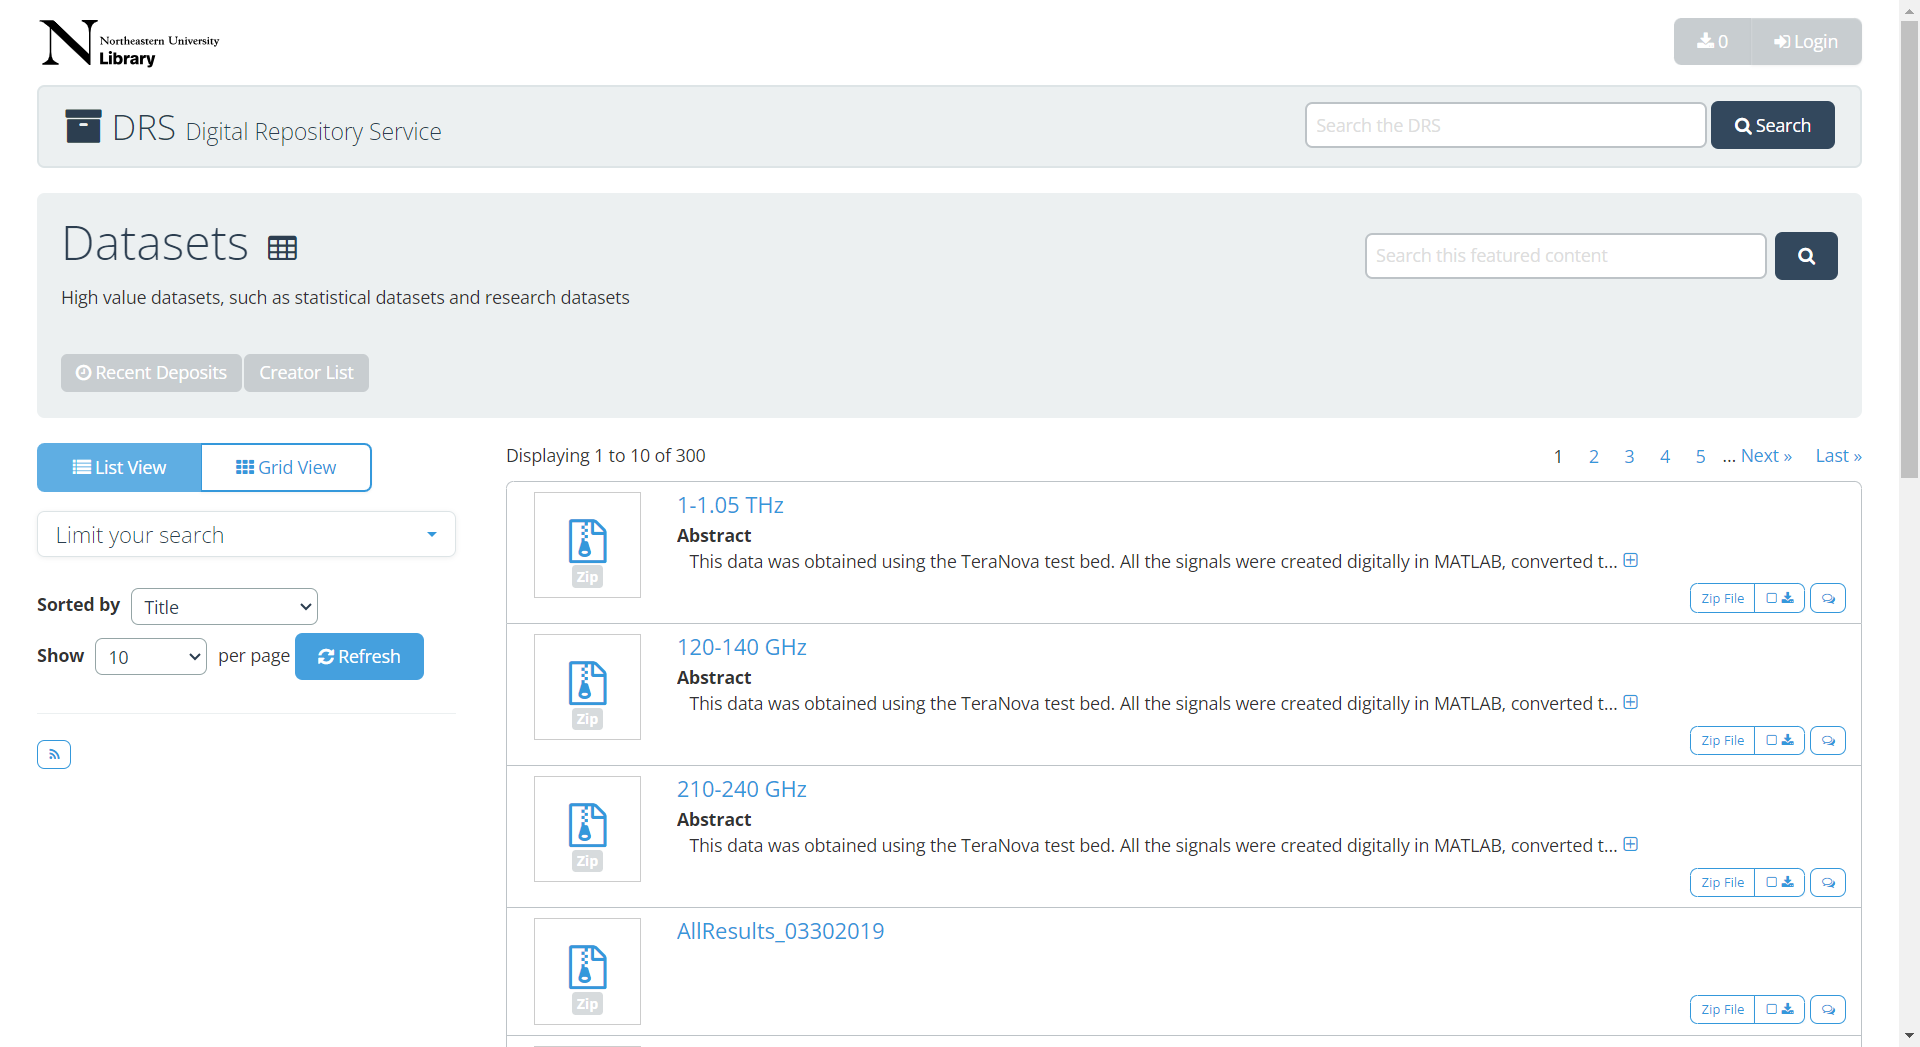 N Northeastern University
Library
0 Login
DRS Digital Repository Service
Search the DRS
Search
Datasets
Search this featured content
High value datasets, such as statistical datasets and research datasets
Recent Deposits Creator List
List View Grid View
Limit your search
Sorted by Title
Show 10 per page Refresh
Displaying 1 to 10 of 300
1 2 3 4 5 ... Next » Last »
Zip
1-1.05 THz
Abstract
This data was obtained using the TeraNova test bed. All the signals were created digitally in MATLAB, converted t...
Zip File
Zip
120-140 GHz
Abstract
This data was obtained using the TeraNova test bed. All the signals were created digitally in MATLAB, converted t...
Zip File
Zip
210-240 GHz
Abstract
This data was obtained using the TeraNova test bed. All the signals were created digitally in MATLAB, converted t...
Zip File
Zip
AllResults_03302019
Zip File